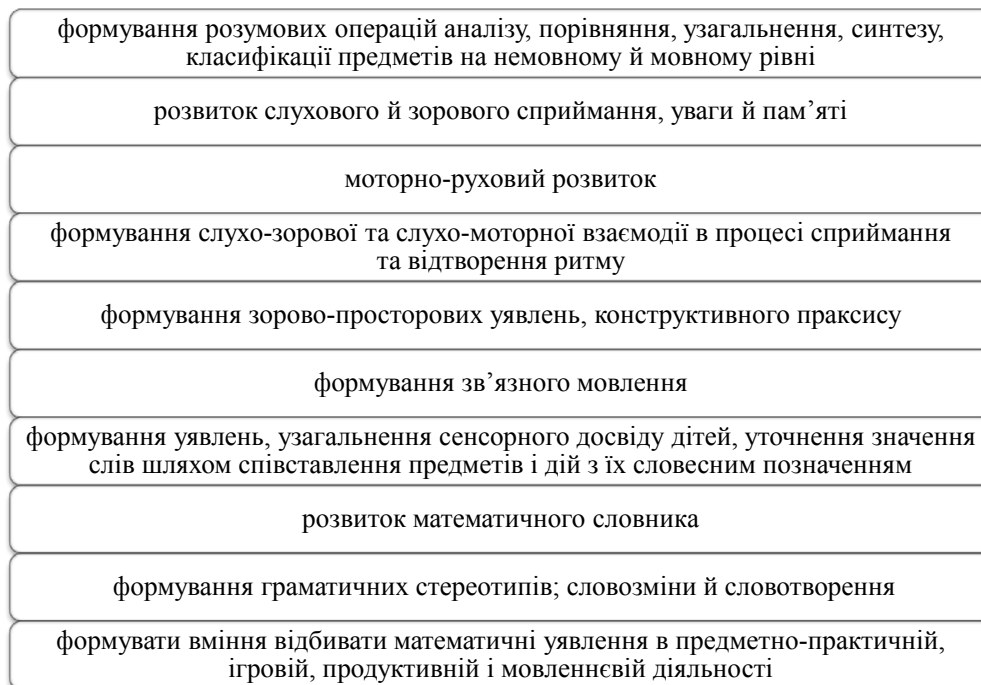 формування розумових операцій аналізу, порівняння, узагальнення, синтезу,
класифікації предметів на немовному й мовному рівні
розвиток слухового й зорового сприймання, уваги й пам’яті
моторно-руховий розвиток
формування слухо-зорової та слухо-моторної взаємодії в процесі сприймання
та відтворення ритму
формування зорово-просторових уявлень, конструктивного праксису
формування зв’язного мовлення
формування уявлень, узагальнення сенсорного досвіду дітей, уточнення значення
слів шляхом співставлення предметів і дій з їх словесним позначенням
розвиток математичного словника
формування граматичних стереотипів; словозміни й словотворення
формувати вміння відбивати математичні уявлення в предметно-практичній,
ігровій, продуктивній і мовленнєвій діяльності